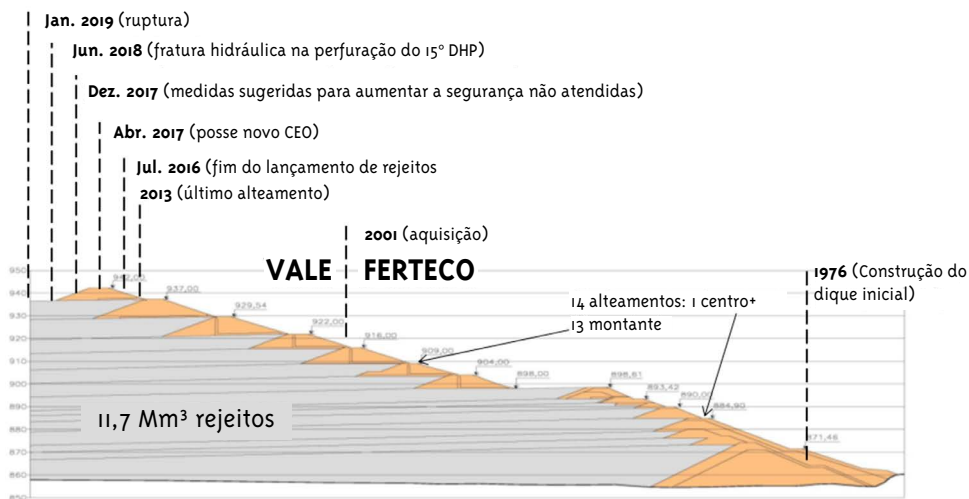 Jan. 2019 (ruptura)
Jun. 2018 (fratura hidráulica na perfuração do 15º DHP)
Dez. 2017 (medidas sugeridas para aumentar a segurança não atendidas)
Abr. 2017 (posse novo CEO)
Jul. 2016 (fim do lançamento de rejeitos
2013 (último alteamento)
2001 (aquisição)
VALE FERTECO
1976 (Construção do
dique inicial)
14 alteamentos: 1 centro+
13 montante
950
940
930
920
910
900
890
880
870
860
850
942,00
937,00
929,54
922,00
916,00
909,00
904,00
898,00
898,61
893,42
890,00
884,90
871,46
11,7 Mm³ rejeitos